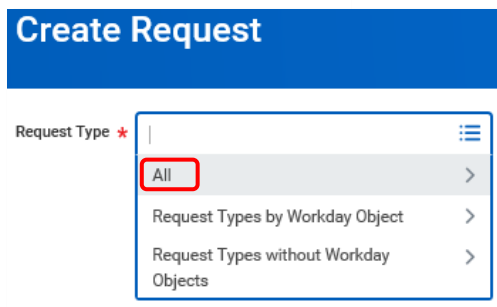 Create Request
Request Type *
All
Request Types by Workday Object
Request Types without Workday
Objects